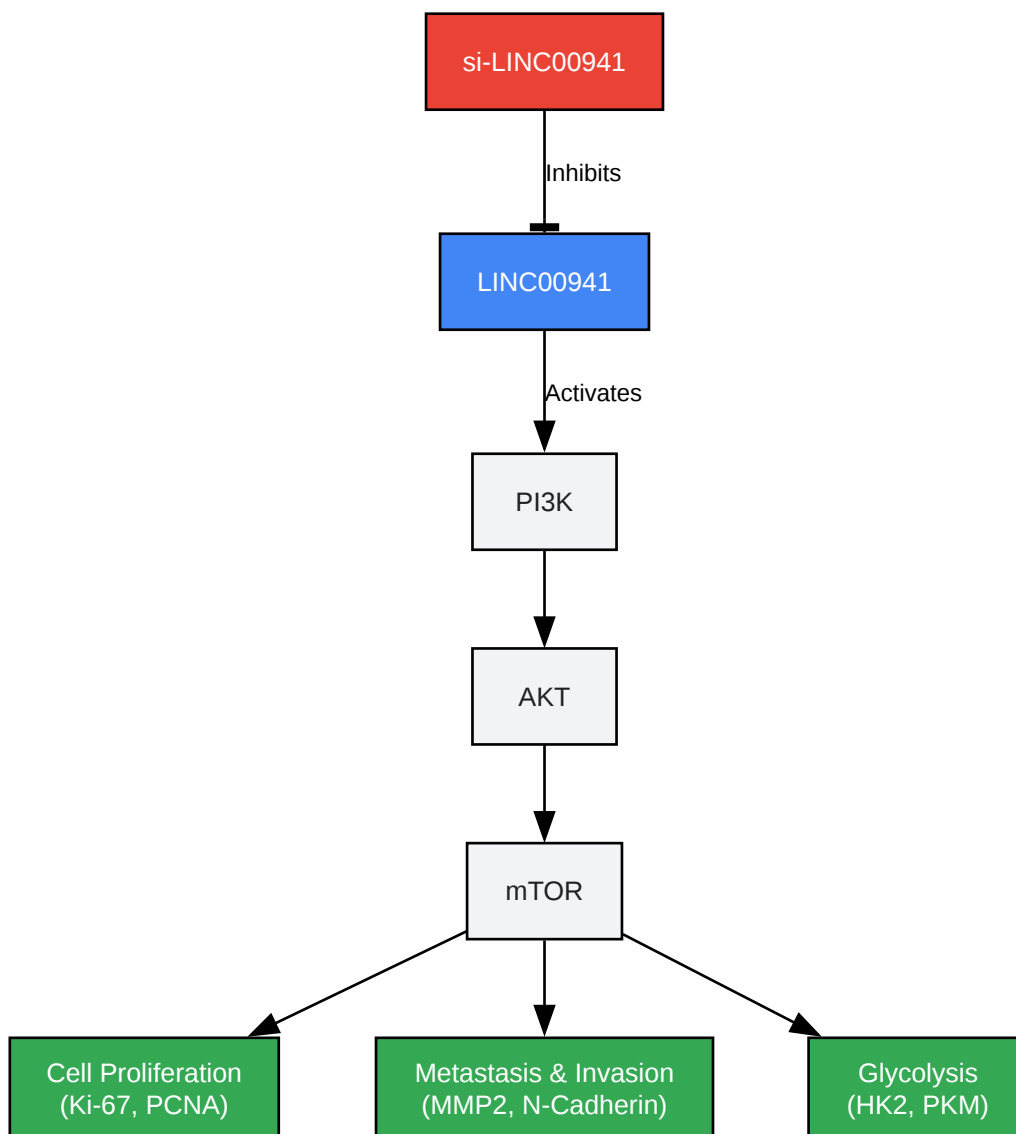 si-LINC00941
Inhibits
LINC00941
Activates
PI3K
AKT
mTOR
Cell Proliferation
(Ki-67, PCNA)
Metastasis & Invasion
(MMP2, N-Cadherin)
Glycolysis
(HK2, PKM)